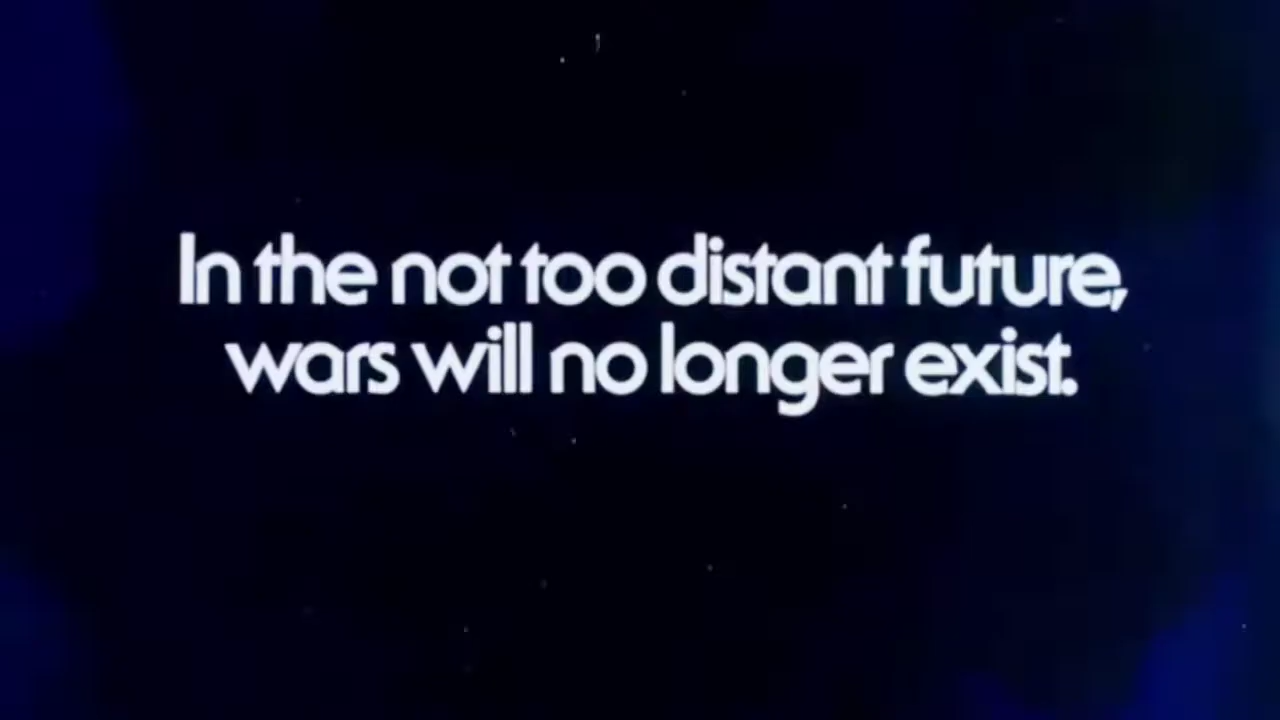 In the not too distant future,
wars will no longer exist.